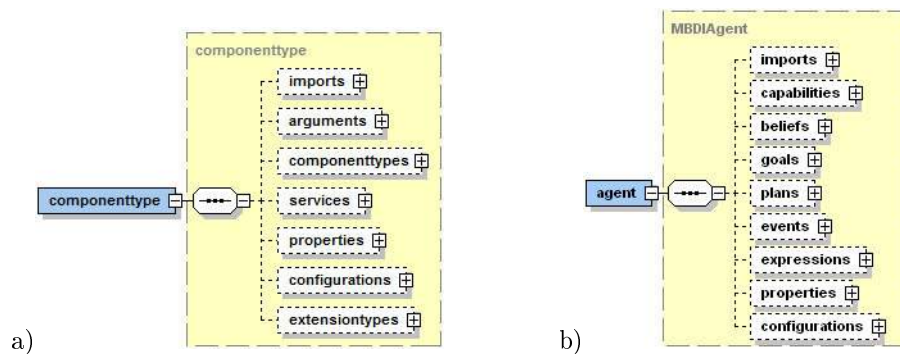 componenttype
imports
arguments
componenttypes
componenttype
services
properties
configurations
extensiontypes
a)
MBDIAgent
imports
capabilities
beliefs
goals
agent
plans
events
expressions
properties
configurations
b)